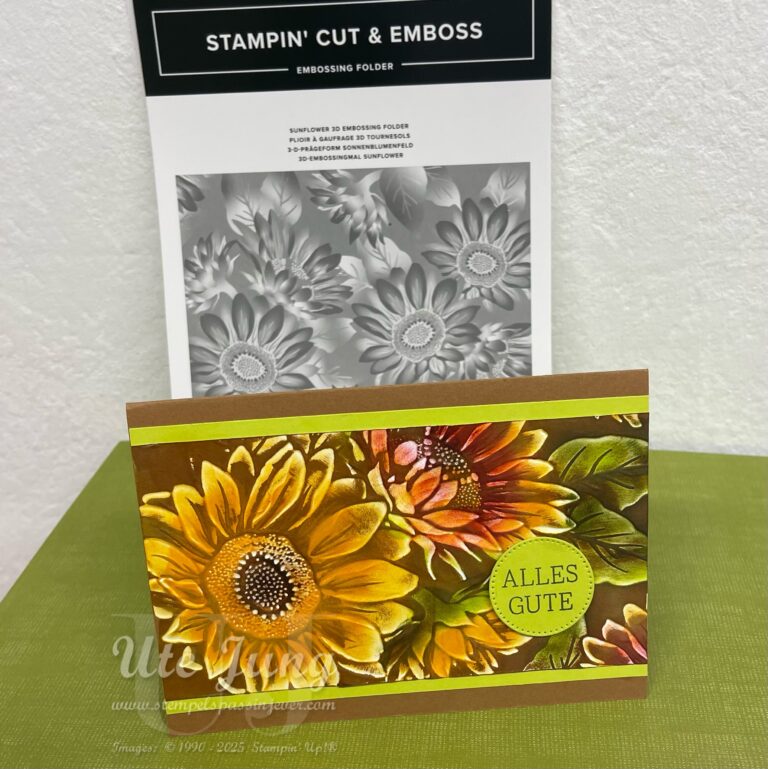 STAMPIN' CUT & EMBOSS
EMBOSSING FOLDER
SUNFLOWER 3D EMBOSSING FOLDER
PLIOIR À GAUFRAGE 3D TOURNESOLS
3-D-PRÄGEFORM SONNENBLUMENFELD
3D-EMBOSSINGMAL SUNFLOWER
ALLES
GUTE
Ute Jung
www.stempelspassinjever.com
Images: © 1990 - 2025 Stampin' Up!®